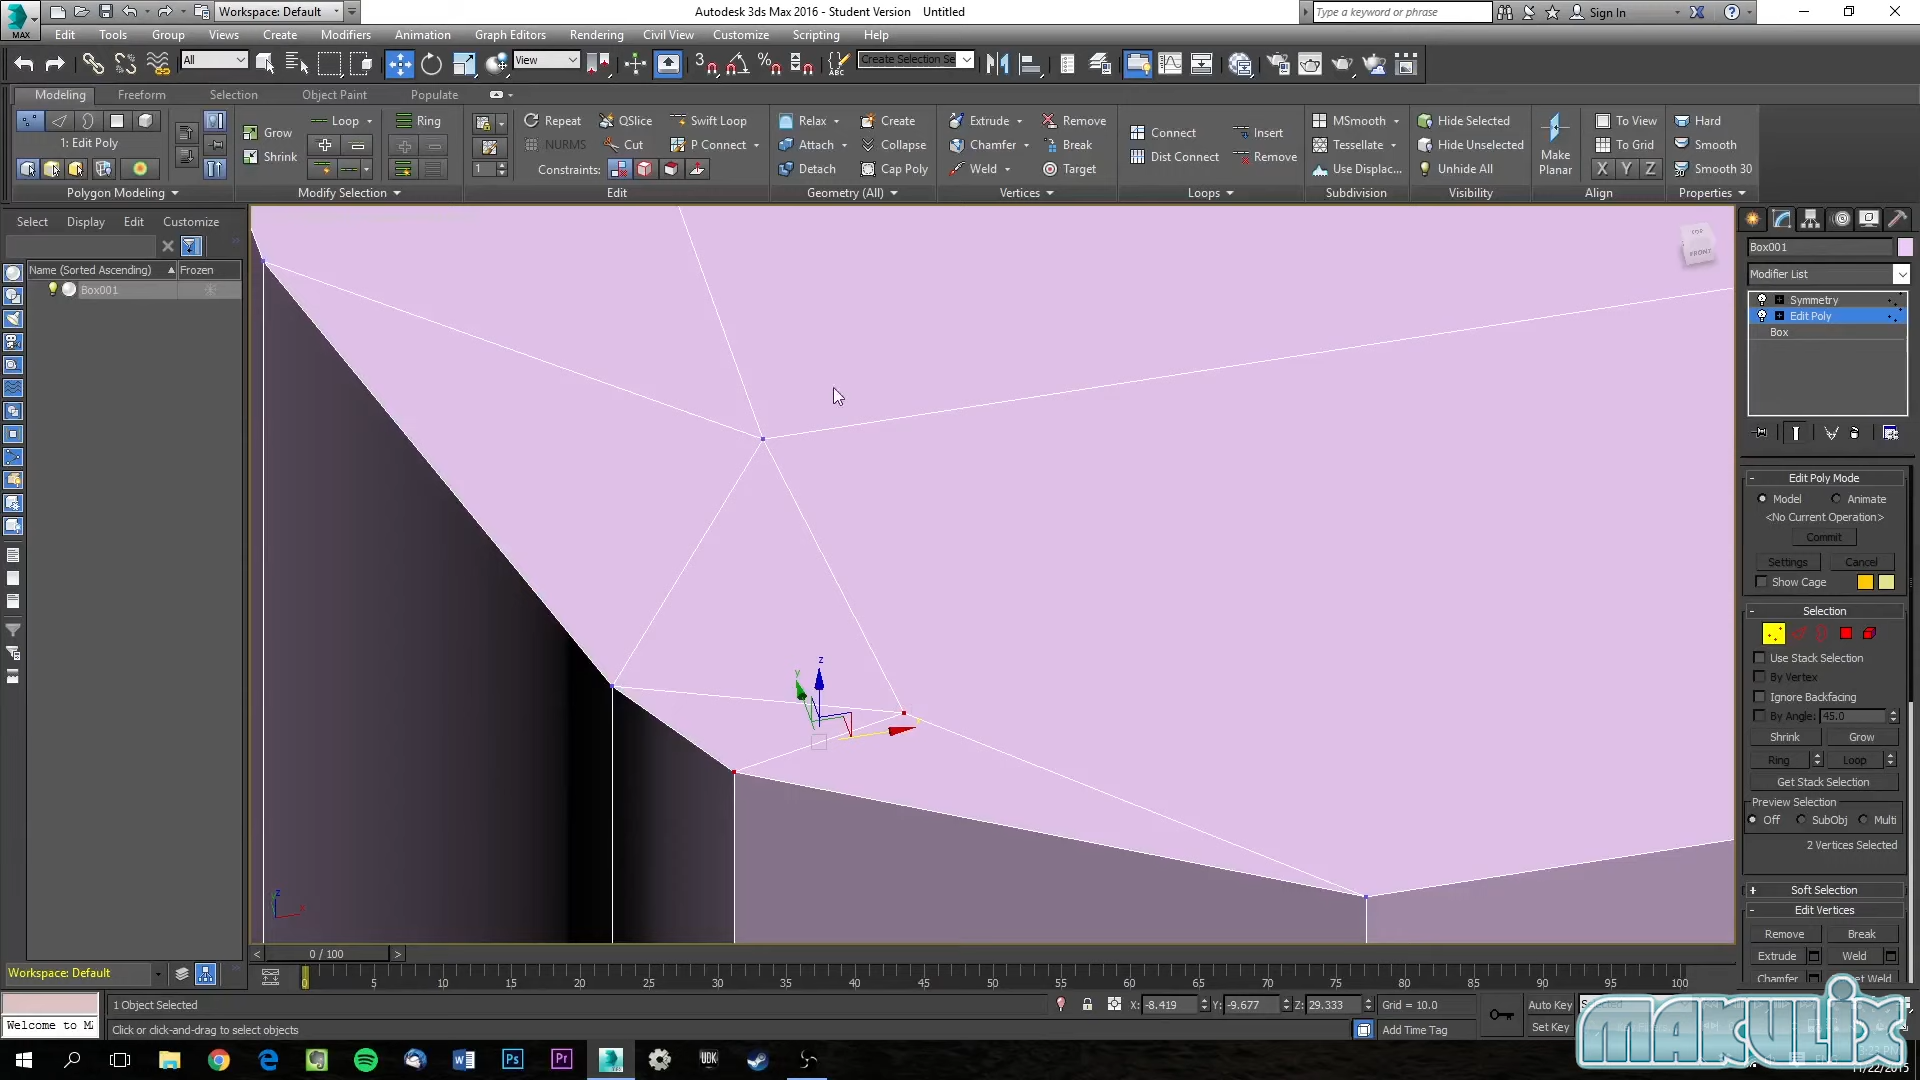 MAX
Workspace: Default
Autodesk 3ds Max 2016 - Student Version    Untitled
Type a keyword or phrase
Sign In
Edit Tools Group Views Create Modifiers Animation Graph Editors Rendering Civil View Customize Scripting Help
All
View
Create Selection Se
Modeling Freeform Selection Object Paint Populate
Loop Ring Repeat QSlice Swift Loop Relax Create Extrude Remove MSmooth Hide Selected To View Hard
1: Edit Poly
Grow
NURMS Cut P Connect Attach Collapse Chamfer Break Connect Insert Tessellate Hide Unselected Make Planar To Grid Smooth
Shrink
1 Constraints: Detach Cap Poly Weld Target Dist Connect Remove Use Displac... Unhide All X Y Z Smooth 30
Polygon Modeling Modify Selection Edit Geometry (All) Vertices Loops Subdivision Visibility Align Properties
Select Display Edit Customize
Name (Sorted Ascending) Frozen
Box001
TOP
FRONT
z
y
z
x
Box001
Modifier List
Symmetry
Edit Poly
Box
Edit Poly Mode
Model Animate
<No Current Operation>
Commit
Settings Cancel
Show Cage
Selection
Use Stack Selection
By Vertex
Ignore Backfacing
By Angle: 45.0
Shrink Grow
Ring Loop
Get Stack Selection
Preview Selection
Off SubObj Multi
2 Vertices Selected
Soft Selection
Edit Vertices
Remove Break
Extrude Weld
Chamfer
0 / 100
Workspace: Default
0 5 10 15 20 25 30 35 40 45 50 55 60 65 70 75 80 85 90 95 100
1 Object Selected
X: -8.419 Y: -9.677 Z: 29.333 Grid = 10.0 Auto Key
Welcome to M
Click or click-and-drag to select objects
Add Time Tag Set Key
UDK
Ps
Pr
MAKULIX
11/22/2015